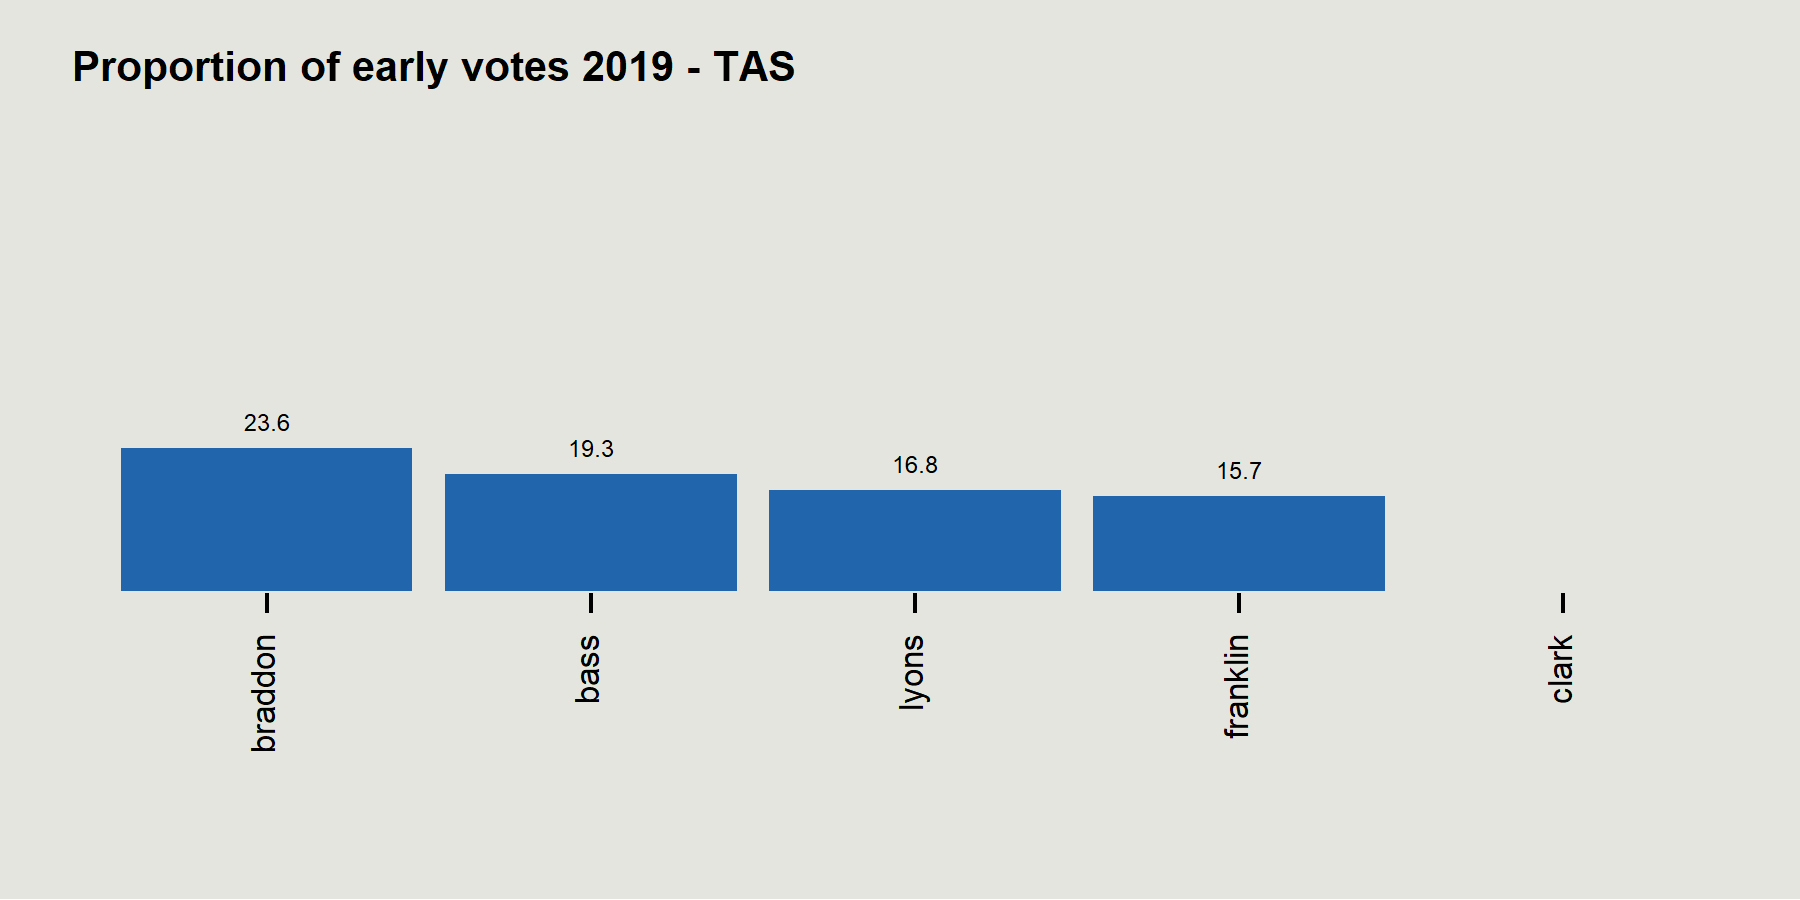 Proportion of early votes 2019 - TAS
23.6
19.3
16.8
15.7
braddon
bass
lyons
franklin
clark